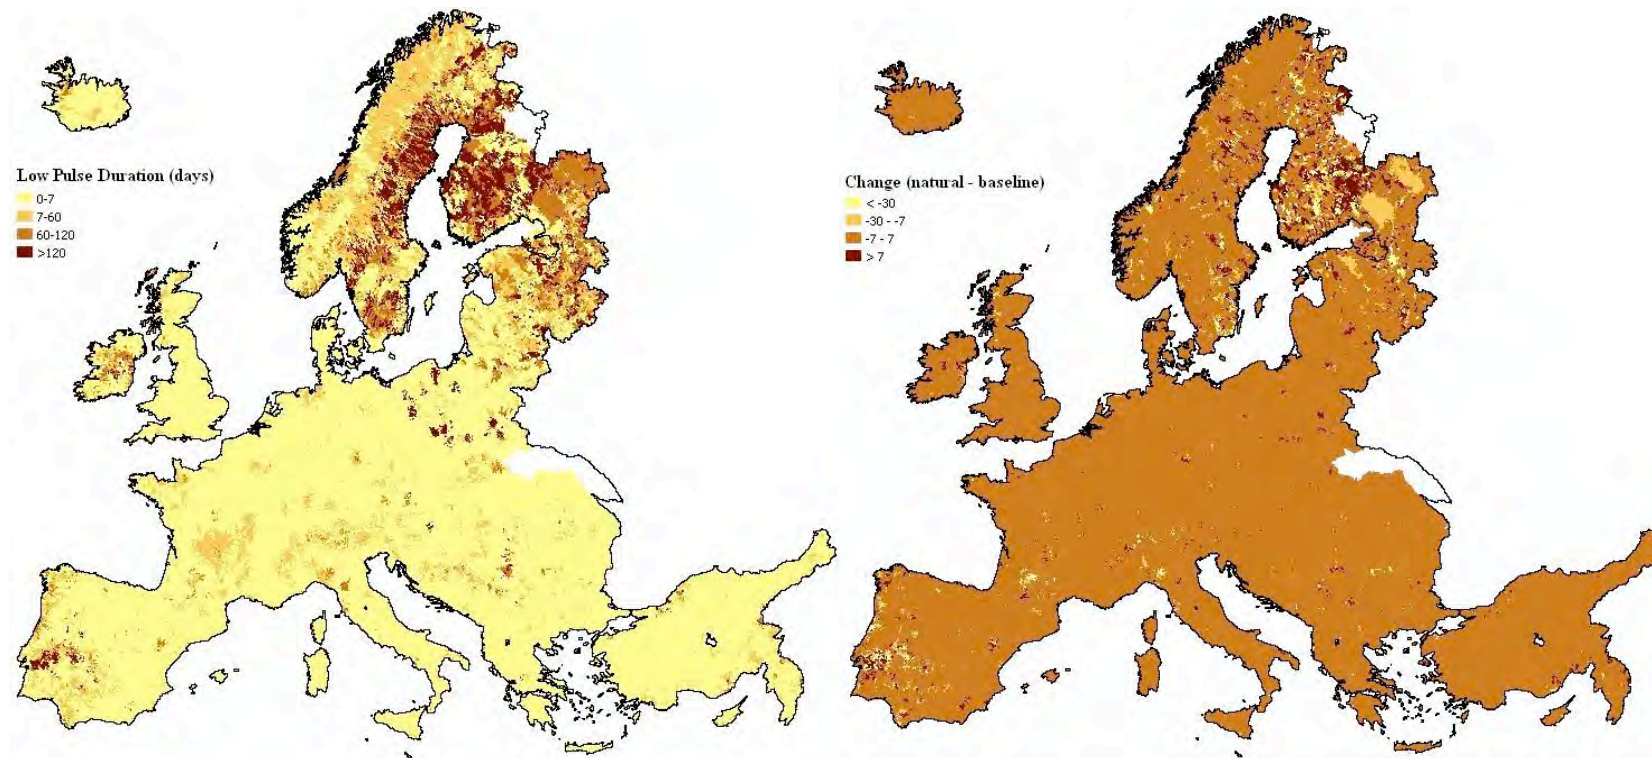 Low Pulse Duration (days)
0-7
7-60
60-120
>120
Change (natural - baseline)
< -30
-30 - -7
-7 - 7
> 7